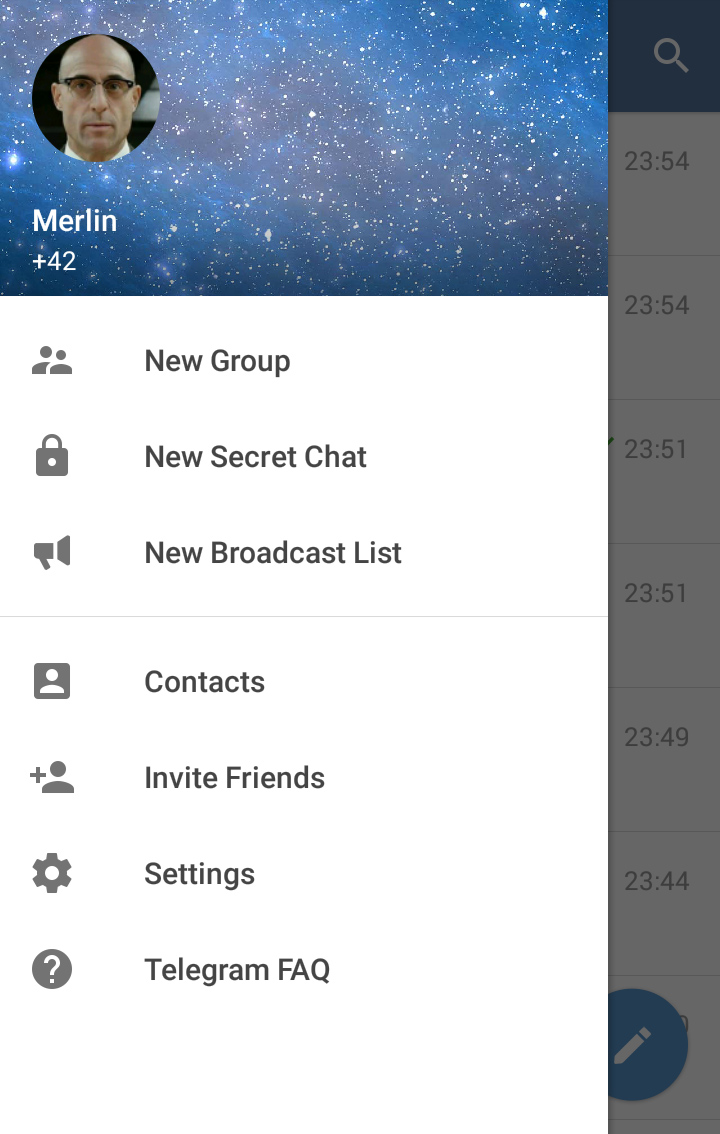 Merlin
+42
New Group
New Secret Chat
New Broadcast List
Contacts
Invite Friends
Settings
Telegram FAQ
23:54
23:54
23:51
23:51
23:49
23:44